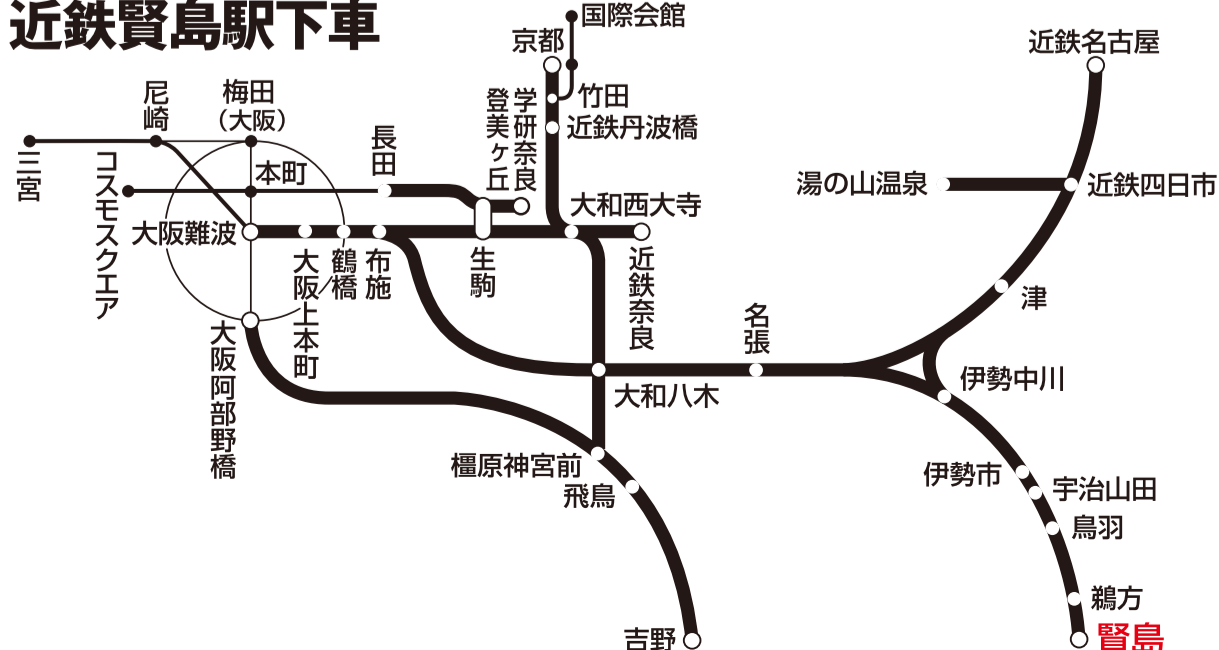 近鉄賢島駅下車
国際会館
京都
近鉄名古屋
尼崎
梅田
（大阪）
学研奈良
登美ヶ丘
竹田
近鉄丹波橋
長田
三宮
コスモスクエア
本町
湯の山温泉
近鉄四日市
大和西大寺
大阪難波
大阪上本町
鶴橋
布施
生駒
近鉄奈良
津
名張
大阪阿部野橋
大和八木
伊勢中川
橿原神宮前
飛鳥
伊勢市
宇治山田
鳥羽
鵜方
吉野
賢島